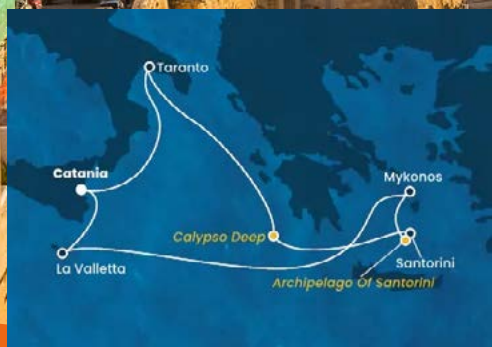 Taranto
Catania
Mykonos
Calypso Deep
La Valletta
Santorini
Archipelago Of Santorini